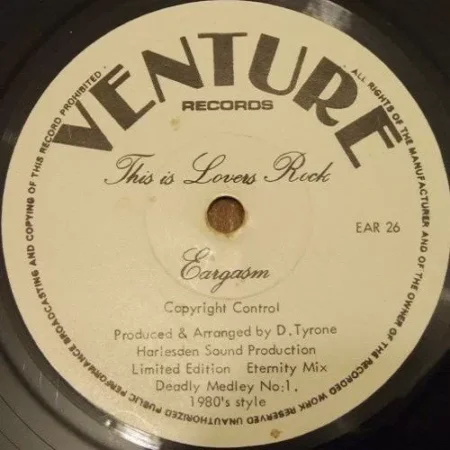 VENTURE
RECORDS
This is Lovers Rock
EAR 26
Eargasm
Copyright Control
Produced & Arranged by D. Tyrone
Harlesden Sound Production
Limited Edition   Eternity Mix
Deadly Medley No:1.
1980's style
ALL RIGHTS OF THE MANUFACTURER AND OF THE OWNER OF THE RECORDED WORK RESERVED UNAUTHORIZED PUBLIC PERFORMANCE BROADCASTING AND COPYING OF THIS RECORD PROHIBITED